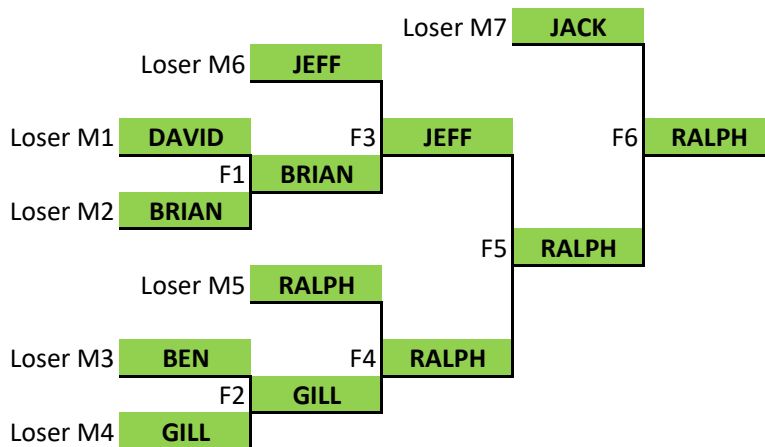 Loser M7 JACK
Loser M6 JEFF
Loser M1 DAVID F3 JEFF F6 RALPH
F1 BRIAN
Loser M2 BRIAN
F5 RALPH
Loser M5 RALPH
Loser M3 BEN F4 RALPH
F2 GILL
Loser M4 GILL